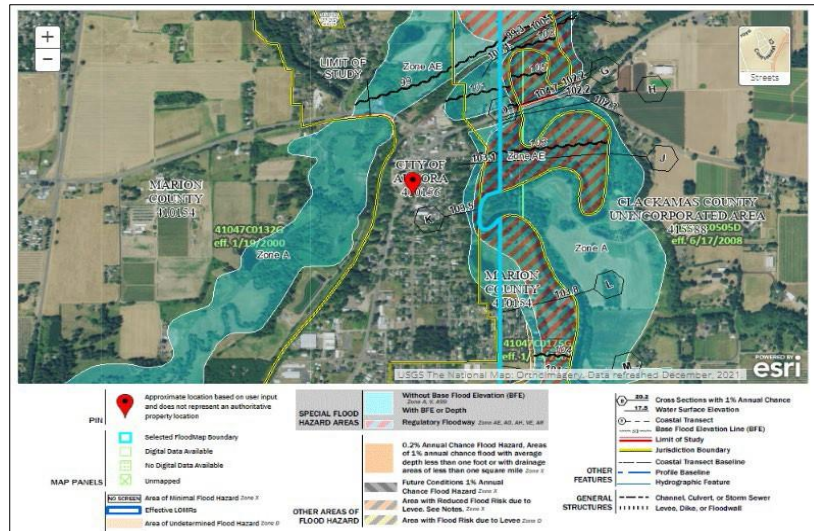 +
−
Streets
LIMIT OF
STUDY
Zone AE
G
H
J
K
L
M
MARION
COUNTY
410154
CITY OF
AURORA
410156
Zone AE
CLACKAMAS COUNTY
UNINCORPORATED AREA
415588
0505D
eff. 6/17/2008
41047C0132G
eff. 1/19/2000
Zone A
Zone A
103.5
MARION
COUNTY
410154
41047C0175G
USGS The National Map: Orthoimagery. Data refreshed December, 2021
POWERED BY
esri
PIN
Approximate location based on user input
and does not represent an authoritative
property location
MAP PANELS
Selected FloodMap Boundary
Digital Data Available
No Digital Data Available
Unmapped
NO SCREEN Area of Minimal Flood Hazard Zone X
Effective LOMRs
Area of Undetermined Flood Hazard Zone D
SPECIAL FLOOD
HAZARD AREAS
Without Base Flood Elevation (BFE)
Zone A, V, A99
With BFE or Depth
Regulatory Floodway Zone AE, AO, AH, VE, AR
OTHER AREAS OF
FLOOD HAZARD
0.2% Annual Chance Flood Hazard, Areas
of 1% annual chance flood with average
depth less than one foot or with drainage
areas of less than one square mile Zone X
Future Conditions 1% Annual
Chance Flood Hazard Zone X
Area with Reduced Flood Risk due to
Levee. See Notes. Zone X
Area with Flood Risk due to Levee Zone D
OTHER
FEATURES
20.2
B Cross Sections with 1% Annual Chance
17.5 Water Surface Elevation
Coastal Transect
Base Flood Elevation Line (BFE)
Limit of Study
Jurisdiction Boundary
Coastal Transect Baseline
Profile Baseline
Hydrographic Feature
GENERAL
STRUCTURES
Channel, Culvert, or Storm Sewer
Levee, Dike, or Floodwall